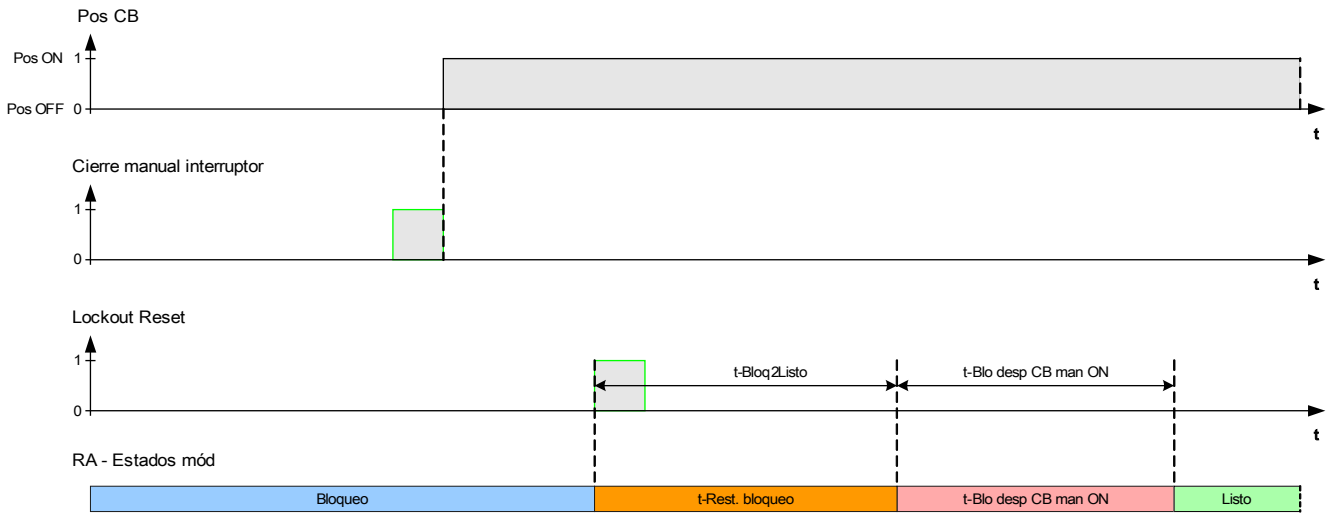 Pos CB
Pos ON 1
Pos OFF 0
t
Cierre manual interruptor
1
0
t
Lockout Reset
1
t-Bloq2Listo t-Blo desp CB man ON
0
t
RA - Estados mód
Bloqueo t-Rest. bloqueo t-Blo desp CB man ON Listo